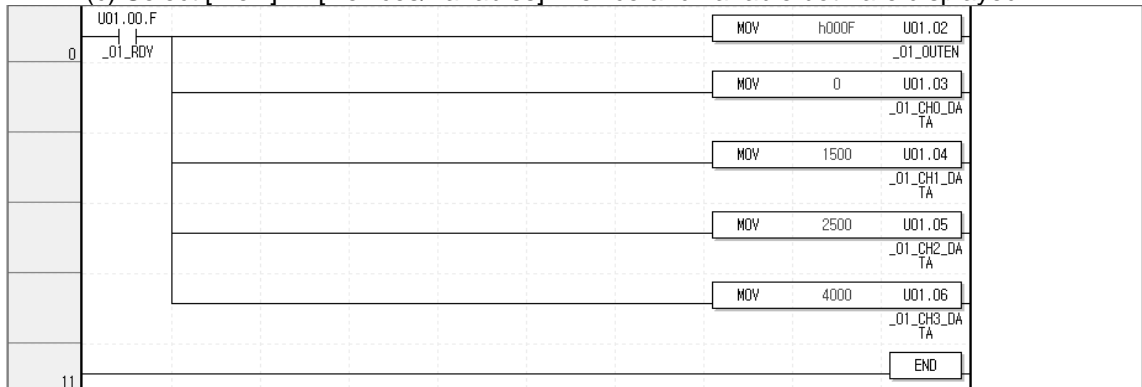 U01.00.F
MOV h000F U01.02
0 _01_RDY _01_OUTEN
MOV 0 U01.03
_01_CH0_DA
TA
MOV 1500 U01.04
_01_CH1_DA
TA
MOV 2500 U01.05
_01_CH2_DA
TA
MOV 4000 U01.06
_01_CH3_DA
TA
END
11